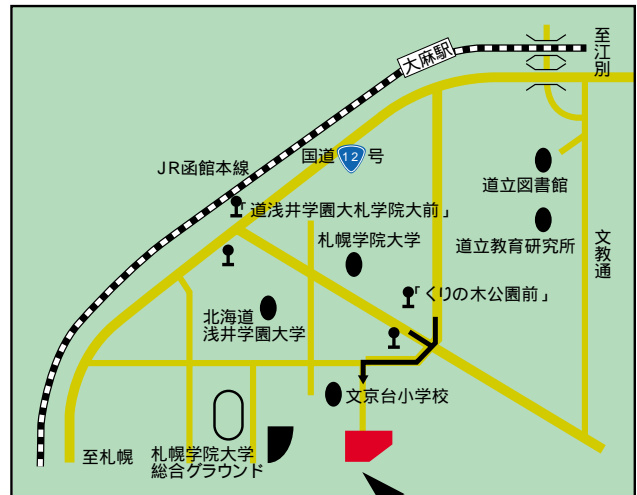 至江別
大麻駅
国道12号
JR函館本線
道立図書館
「道浅井学園大札学院大前」
道立教育研究所
札幌学院大学
文教通
「くりの木公園前」
北海道
浅井学園大学
文京台小学校
至札幌
札幌学院大学
総合グラウンド